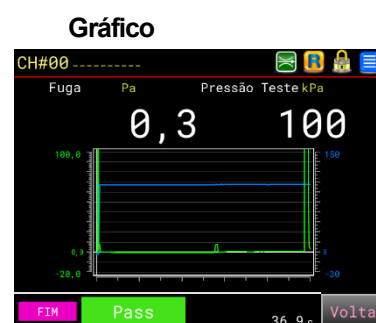 Gráfico
CH#00----------
R
Fuga Pa Pressão Teste kPa
0,3 100
100,0 150
0,0 0
-20,0 -30
FIM Pass 36,9 s Volta